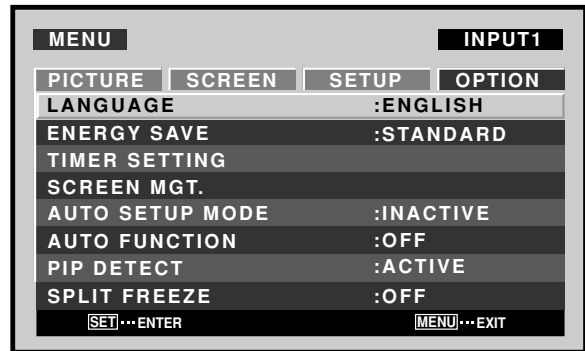 MENU INPUT1
PICTURE SCREEN SETUP OPTION
LANGUAGE :ENGLISH
ENERGY SAVE :STANDARD
TIMER SETTING
SCREEN MGT.
AUTO SETUP MODE :INACTIVE
AUTO FUNCTION :OFF
PIP DETECT :ACTIVE
SPLIT FREEZE :OFF
SET···ENTER MENU···EXIT